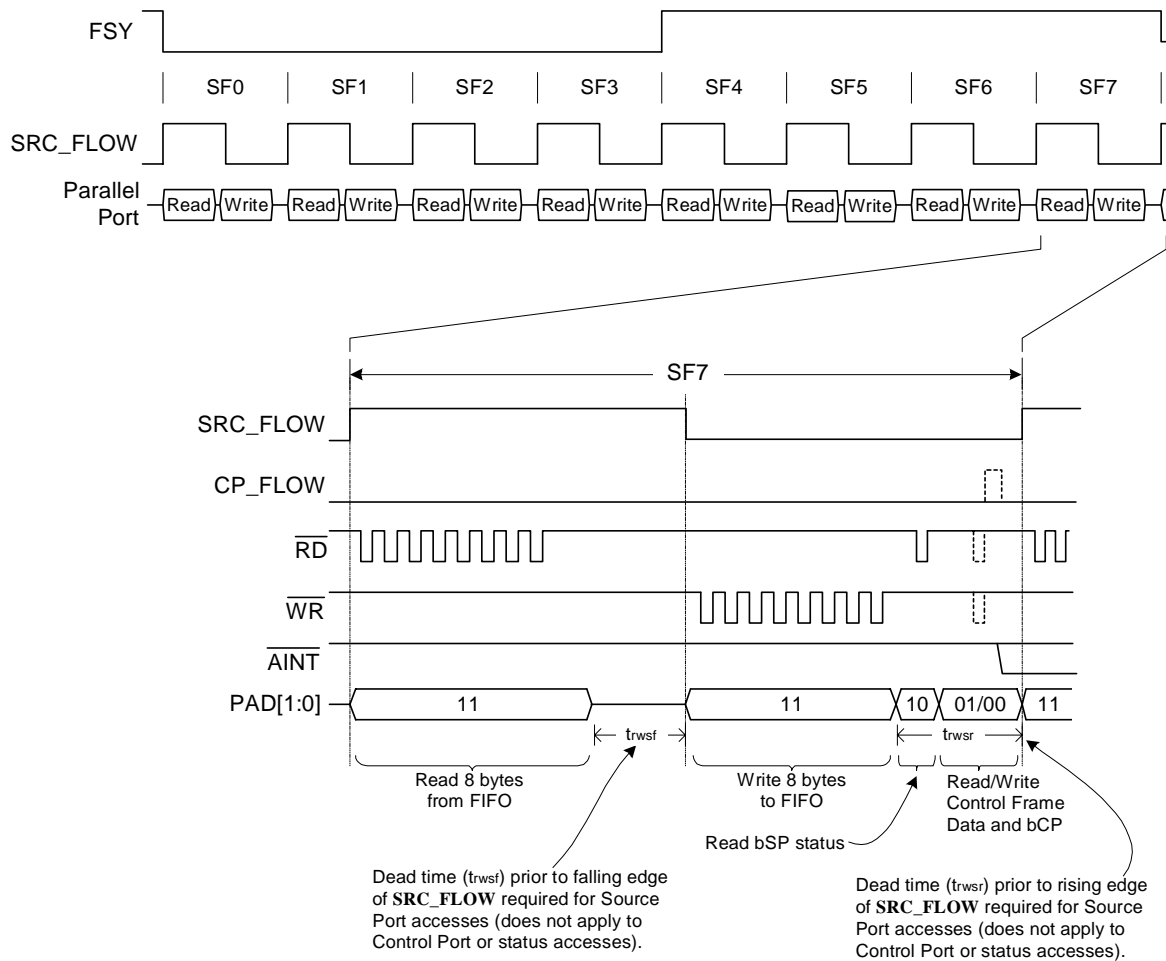 FSY
SF0 SF1 SF2 SF3 SF4 SF5 SF6 SF7
SRC_FLOW
Parallel
Port
Read Write Read Write Read Write Read Write Read Write Read Write Read Write Read Write
SF7
SRC_FLOW
CP_FLOW
RD
WR
AINT
PAD[1:0]
11 11 10 01/00 11
trwsf trwsr
Read 8 bytes
from FIFO
Write 8 bytes
to FIFO
Read/Write
Control Frame
Data and bCP
Read bSP status
Dead time (trwsf) prior to falling edge
of SRC_FLOW required for Source
Port accesses (does not apply to
Control Port or status accesses).
Dead time (trwsr) prior to rising edge
of SRC_FLOW required for Source
Port accesses (does not apply to
Control Port or status accesses).